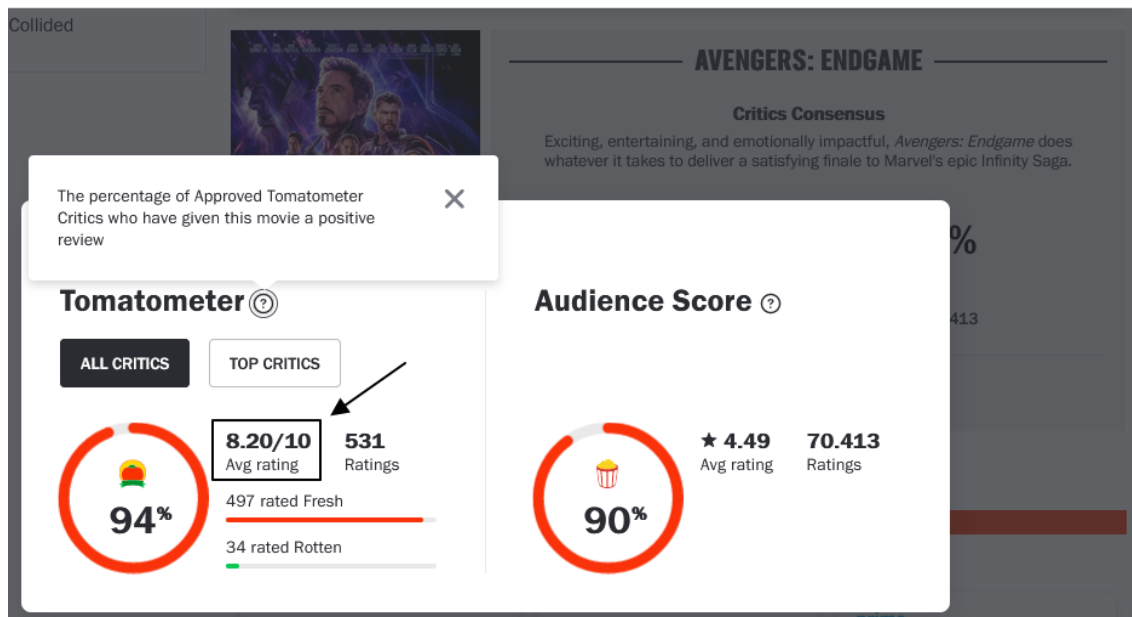 Collided
AVENGERS: ENDGAME
Critics Consensus
Exciting, entertaining, and emotionally impactful, Avengers: Endgame does
whatever it takes to deliver a satisfying finale to Marvel's epic Infinity Saga.
The percentage of Approved Tomatometer
Critics who have given this movie a positive
review
%
413
Tomatometer
ALL CRITICS
TOP CRITICS
8.20/10
Avg rating
531
Ratings
497 rated Fresh
34 rated Rotten
94%
Audience Score
★ 4.49
Avg rating
70.413
Ratings
90%